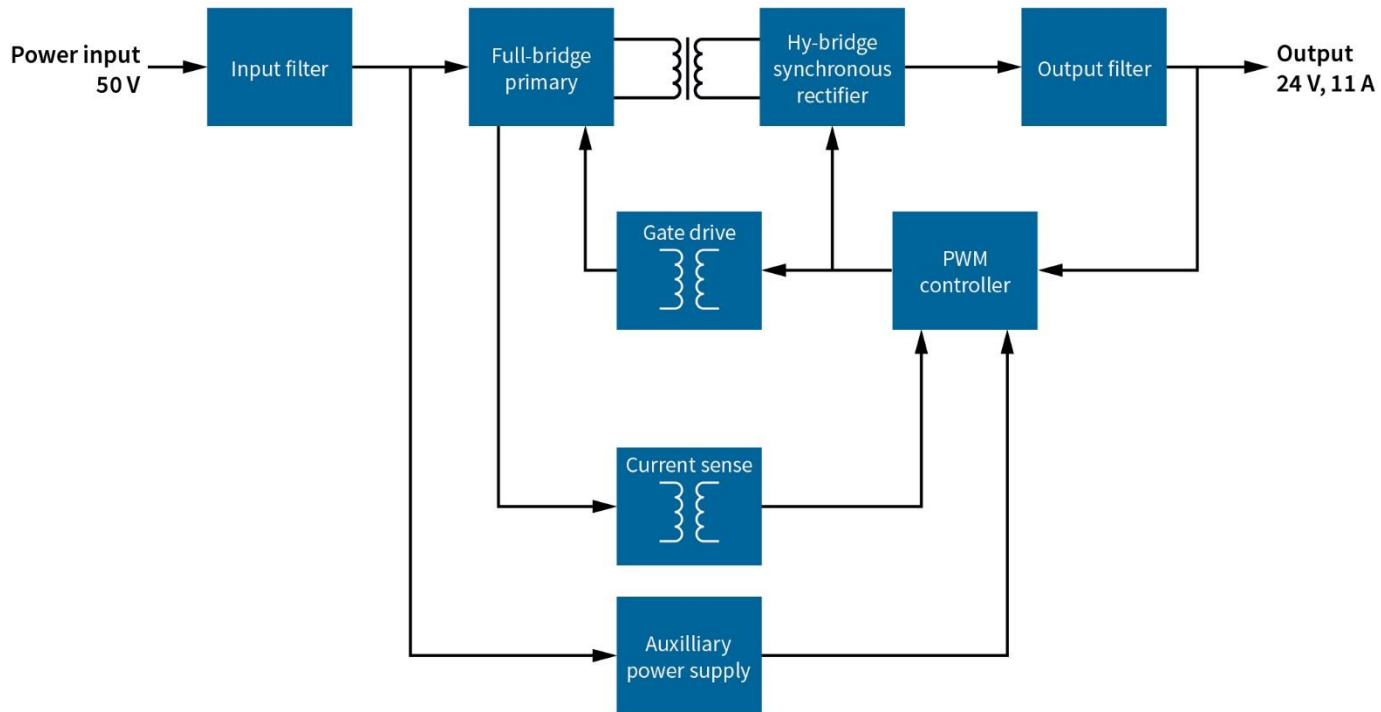 Power input
50 V
Input filter
Full-bridge
primary
Hy-bridge
synchronous
rectifier
Output filter
Output
24 V, 11 A
Gate drive
PWM
controller
Current sense
Auxilliary
power supply